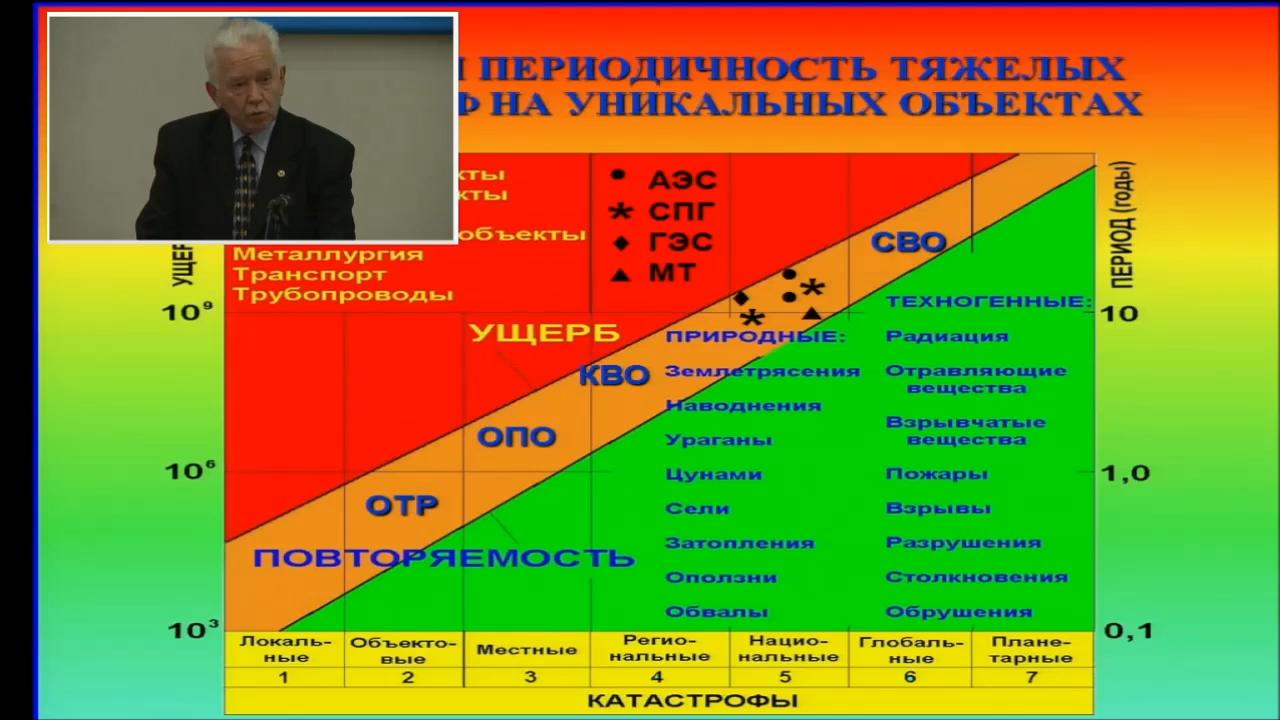 И ПЕРИОДИЧНОСТЬ ТЯЖЕЛЫХ
Ф НА УНИКАЛЬНЫХ ОБЪЕКТАХ
кты
кты
объекты
Металлургия
Транспорт
Трубопроводы
АЭС
СПГ
ГЭС
МТ
УЩЕР
ПЕРИОД (годы)
10⁹
10⁶
10³
10
1,0
0,1
УЩЕРБ
СВО
КВО
ОПО
ОТР
ПОВТОРЯЕМОСТЬ
ПРИРОДНЫЕ:
Землетрясения
Наводнения
Ураганы
Цунами
Сели
Затопления
Оползни
Обвалы
ТЕХНОГЕННЫЕ:
Радиация
Отравляющие
вещества
Взрывчатые
вещества
Пожары
Взрывы
Разрушения
Столкновения
Обрушения
Локаль-
ные
Объекто-
вые
Местные
Регио-
нальные
Нацио-
нальные
Глобаль-
ные
Плане-
тарные
1 2 3 4 5 6 7
КАТАСТРОФЫ